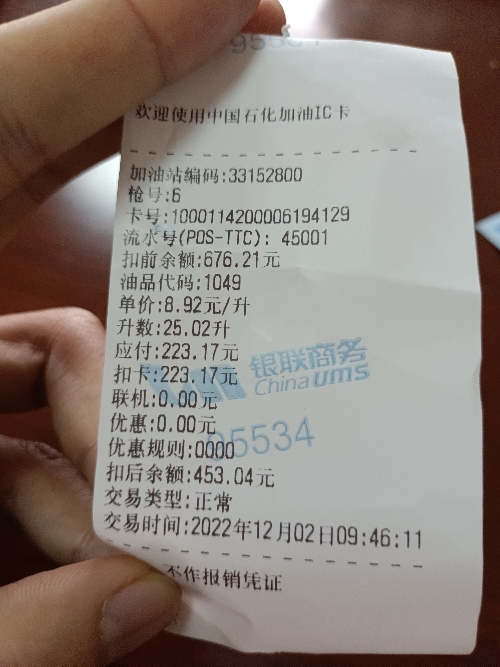 95534
欢迎使用中国石化加油IC卡
加油站编码:33152800
枪号:6
卡号:1000114200006194129
流水号(POS-TTC): 45001
扣前余额:676.21元
油品代码:1049
单价:8.92元/升
升数:25.02升
应付:223.17元
扣卡:223.17元
银联商务
China ums
联机:0.00元
优惠:0.00元
95534
优惠规则:0000
扣后余额:453.04元
交易类型:正常
交易时间:2022年12月02日09:46:11
不作报销凭证